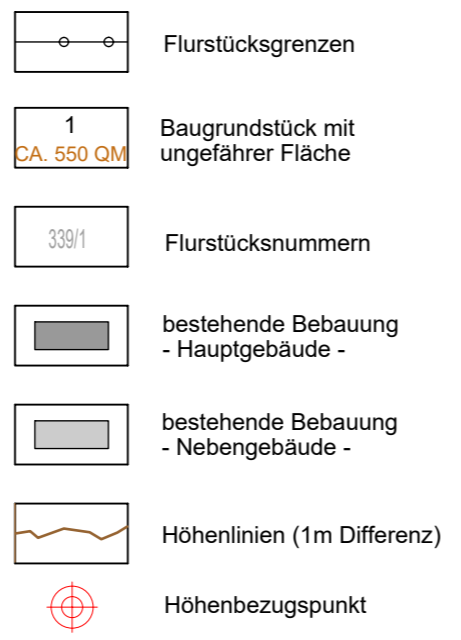 Flurstücksgrenzen
1
CA. 550 QM
Baugrundstück mit
ungefährer Fläche
339/1
Flurstücksnummern
bestehende Bebauung
- Hauptgebäude -
bestehende Bebauung
- Nebengebäude -
Höhenlinien (1m Differenz)
Höhenbezugspunkt